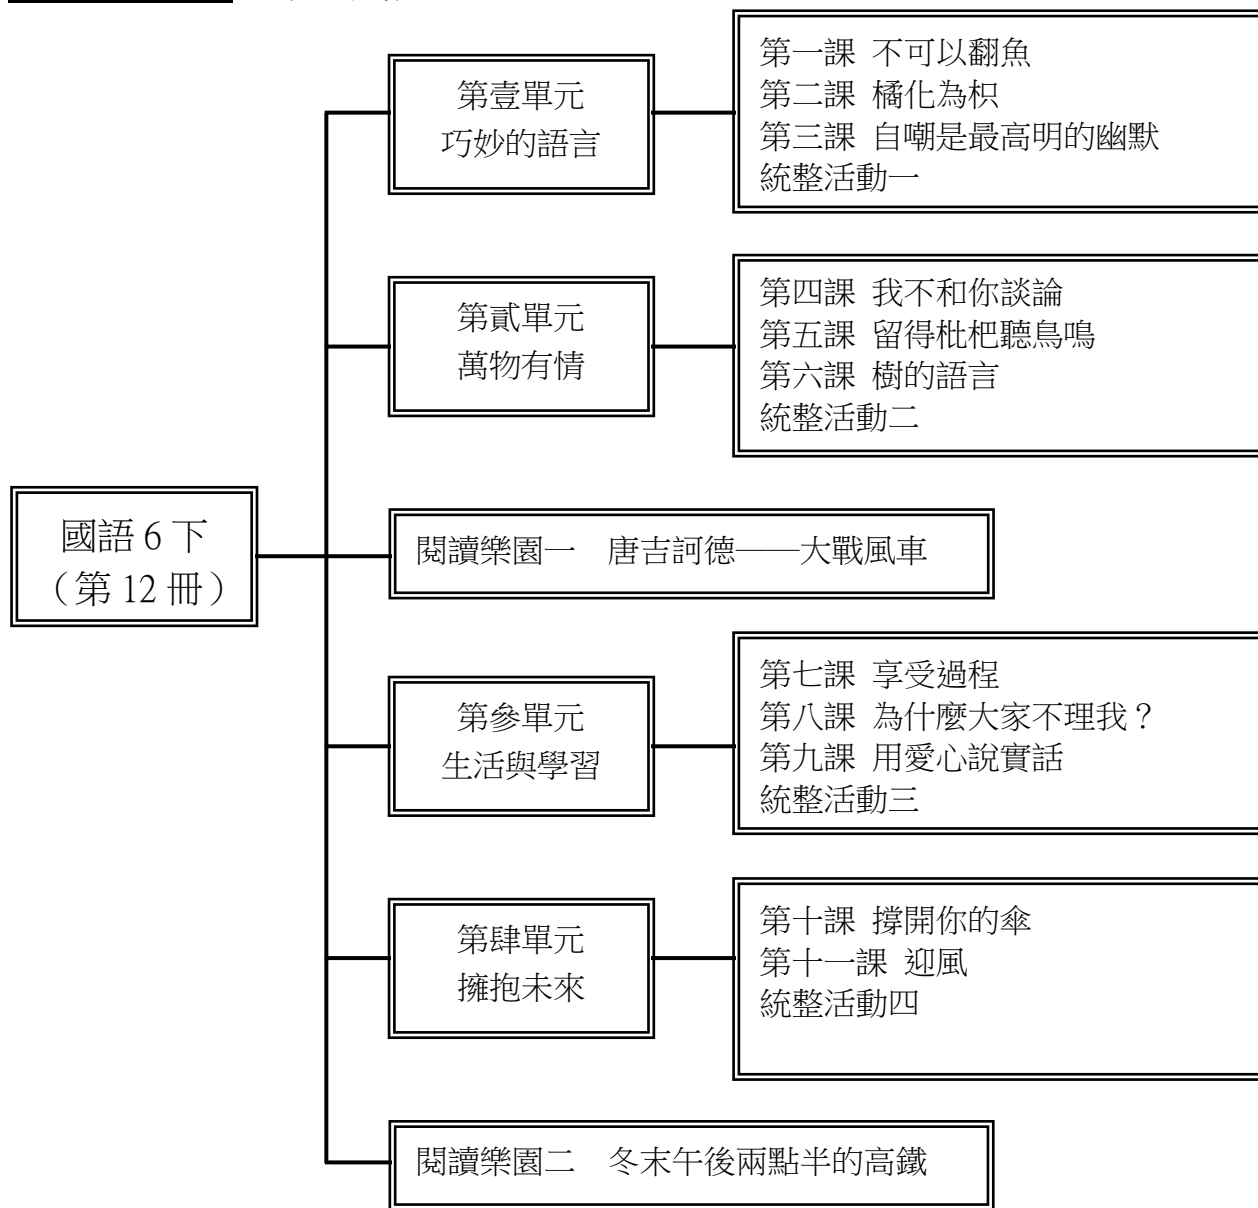 第壹單元
巧妙的語言
第一課 不可以翻魚
第二課 橘化為枳
第三課 自嘲是最高明的幽默
統整活動一
第貳單元
萬物有情
第四課 我不和你談論
第五課 留得枇杷聽鳥鳴
第六課 樹的語言
統整活動二
國語 6 下
（第 12 冊）
閱讀樂園一 唐吉訶德——大戰風車
第參單元
生活與學習
第七課 享受過程
第八課 為什麼大家不理我？
第九課 用愛心說實話
統整活動三
第肆單元
擁抱未來
第十課 撐開你的傘
第十一課 迎風
統整活動四
閱讀樂園二 冬末午後兩點半的高鐵